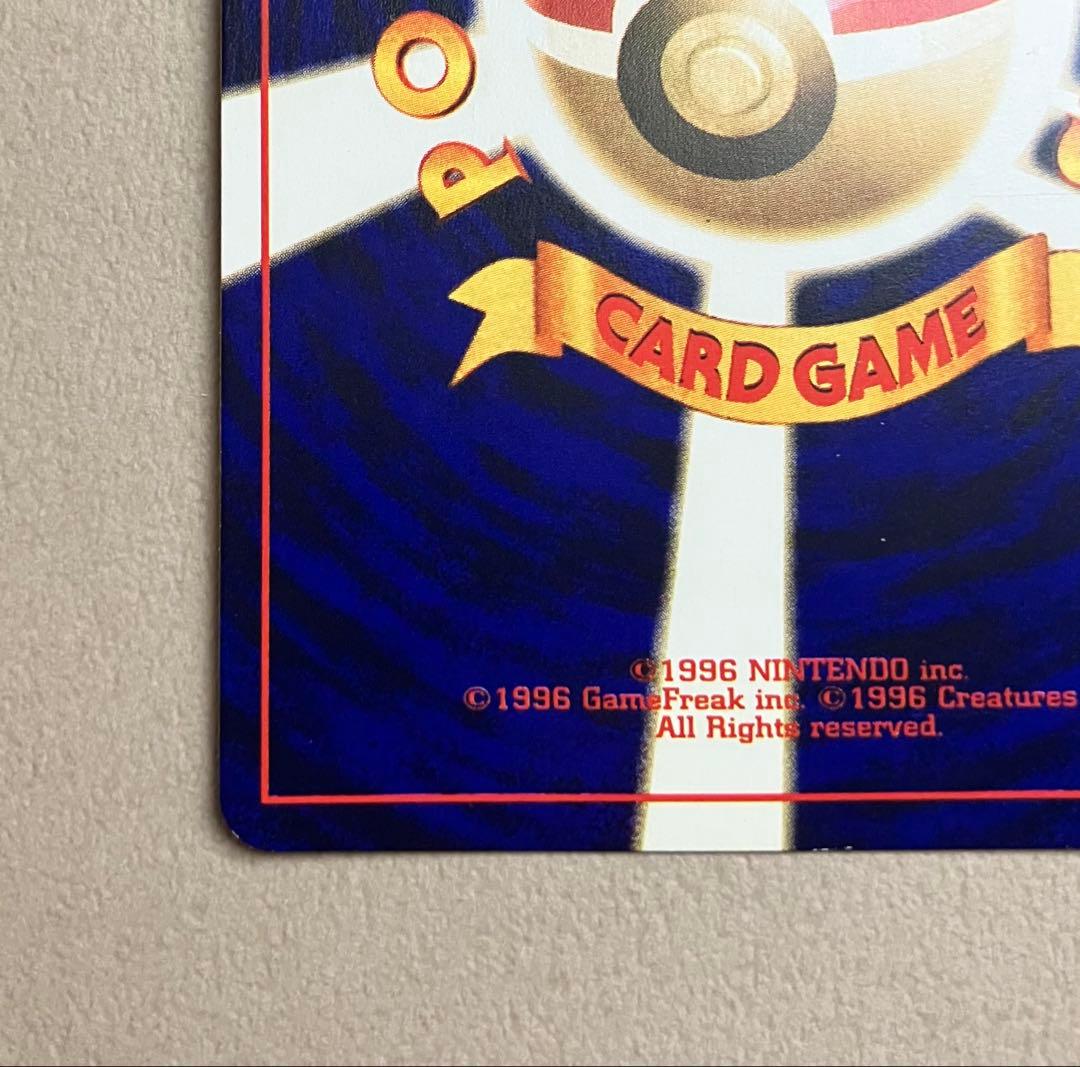 PO
CARD GAME
©1996 NINTENDO inc.
©1996 GameFreak inc. ©1996 Creatures
All Rights reserved.